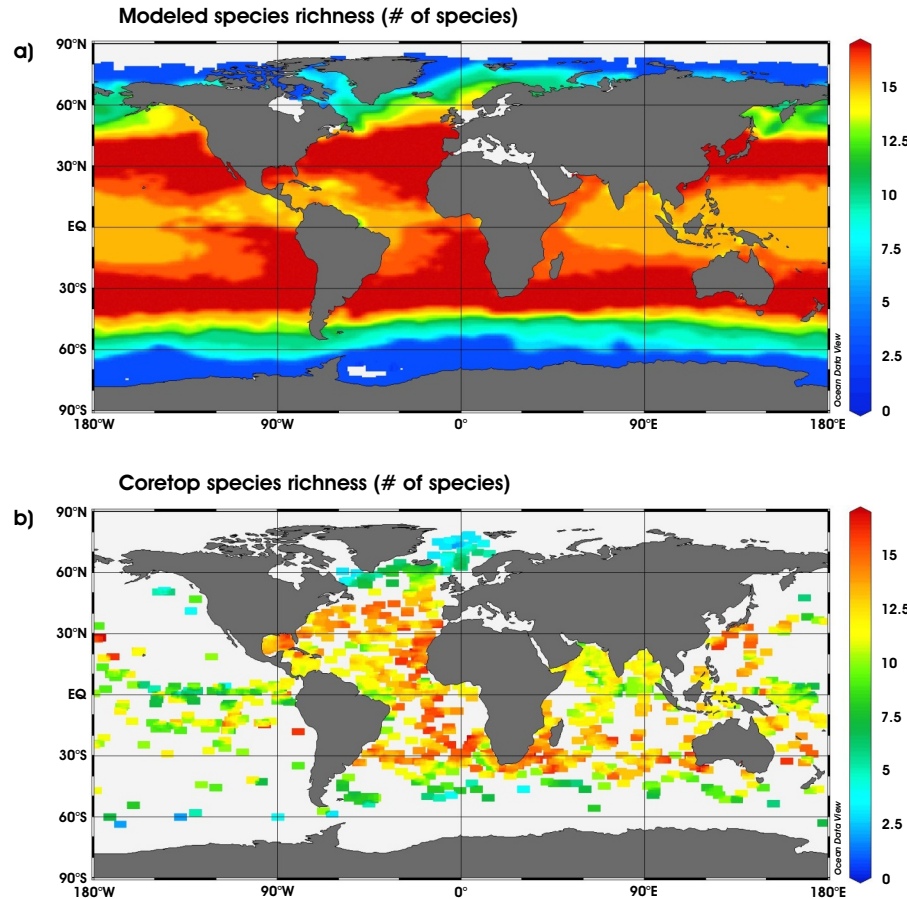 Modeled species richness (# of species)
a)
90°N
60°N
30°N
EQ
30°S
60°S
90°S
180°W
90°W
0°
90°E
180°E
Ocean Data View
15
12.5
10
7.5
5
2.5
0
Coretop species richness (# of species)
b)
90°N
60°N
30°N
EQ
30°S
60°S
90°S
180°W
90°W
0°
90°E
180°E
Ocean Data View
15
12.5
10
7.5
5
2.5
0